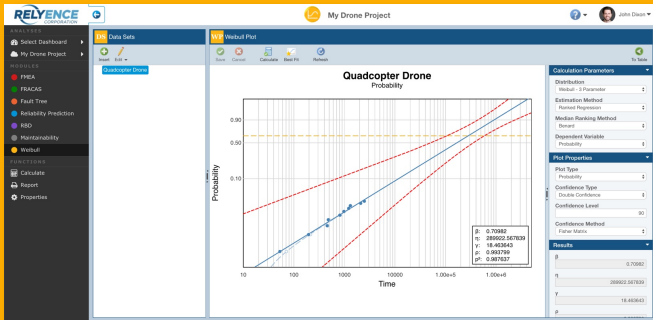 RELYENCE
CORPORATION
My Drone Project
?
John Dixon
ANALYSES
Select Dashboard
My Drone Project
MODULES
FMEA
FRACAS
Fault Tree
Reliability Prediction
RBD
Maintainability
Weibull
FUNCTIONS
Calculate
Report
Properties
DS Data Sets
Insert Edit
Quadcopter Drone
WP Weibull Plot
Save Cancel Calculate Best Fit Refresh
To Table
Quadcopter Drone
Probability
Probability
0.90
0.50
0.10
10 100 1000 10000 1.00e+5 1.00e+6
Time
β: 0.70982
η: 289922.567839
γ: 18.463643
ρ: 0.993799
ρ²: 0.987637
Calculation Parameters
Distribution
Weibull - 3 Parameter
Estimation Method
Ranked Regression
Median Ranking Method
Benard
Dependent Variable
Probability
Plot Properties
Plot Type
Probability
Confidence Type
Double Confidence
Confidence Level
90
Confidence Method
Fisher Matrix
Results
β
0.70982
η
289922.567839
γ
18.463643
ρ